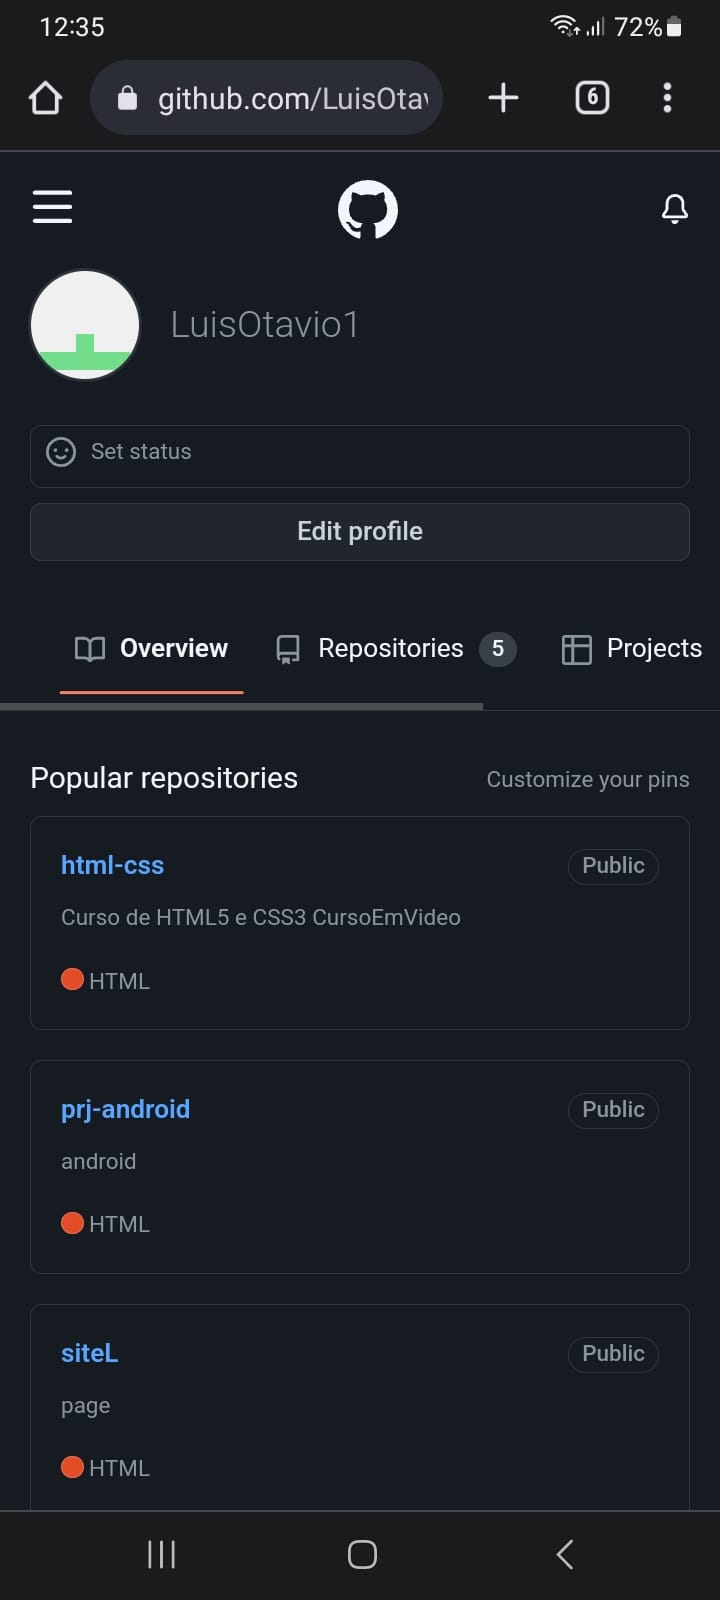 12:35
72%
github.com/LuisOtav
6
LuisOtavio1
Set status
Edit profile
Overview Repositories 5 Projects
Popular repositories Customize your pins
html-css Public
Curso de HTML5 e CSS3 CursoEmVideo
HTML
prj-android Public
android
HTML
siteL Public
page
HTML